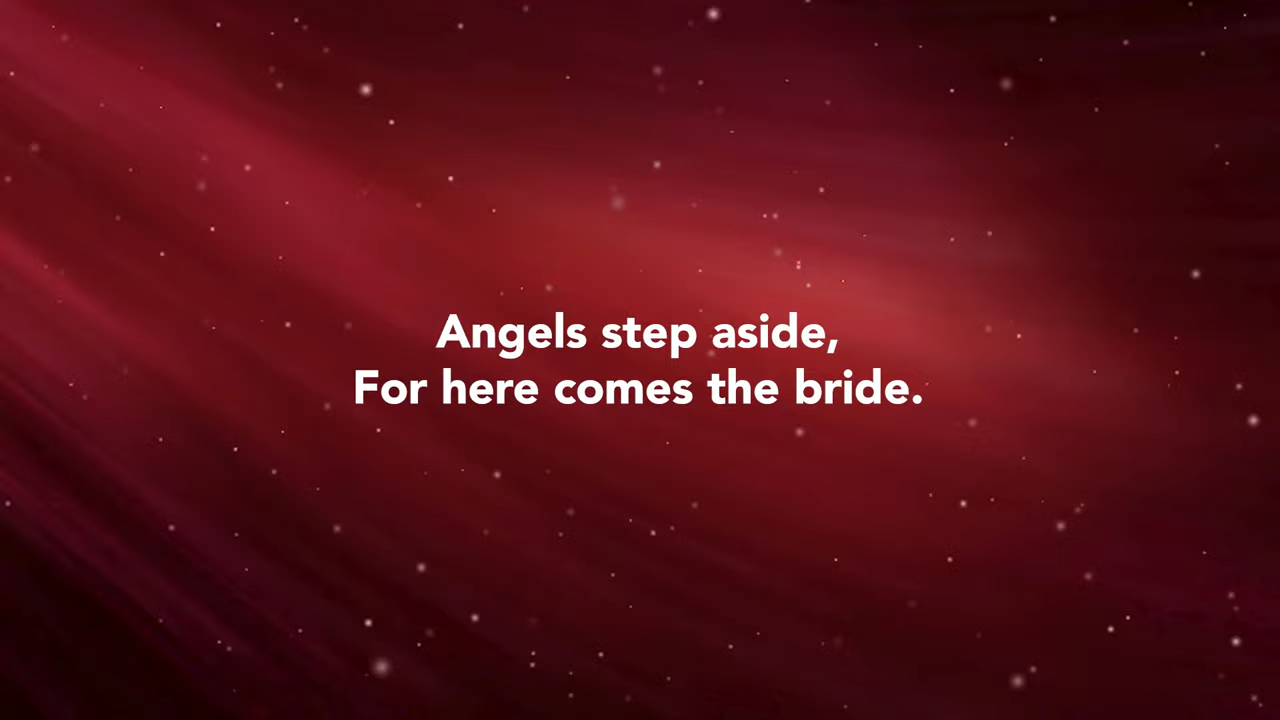 Angels step aside,
For here comes the bride.